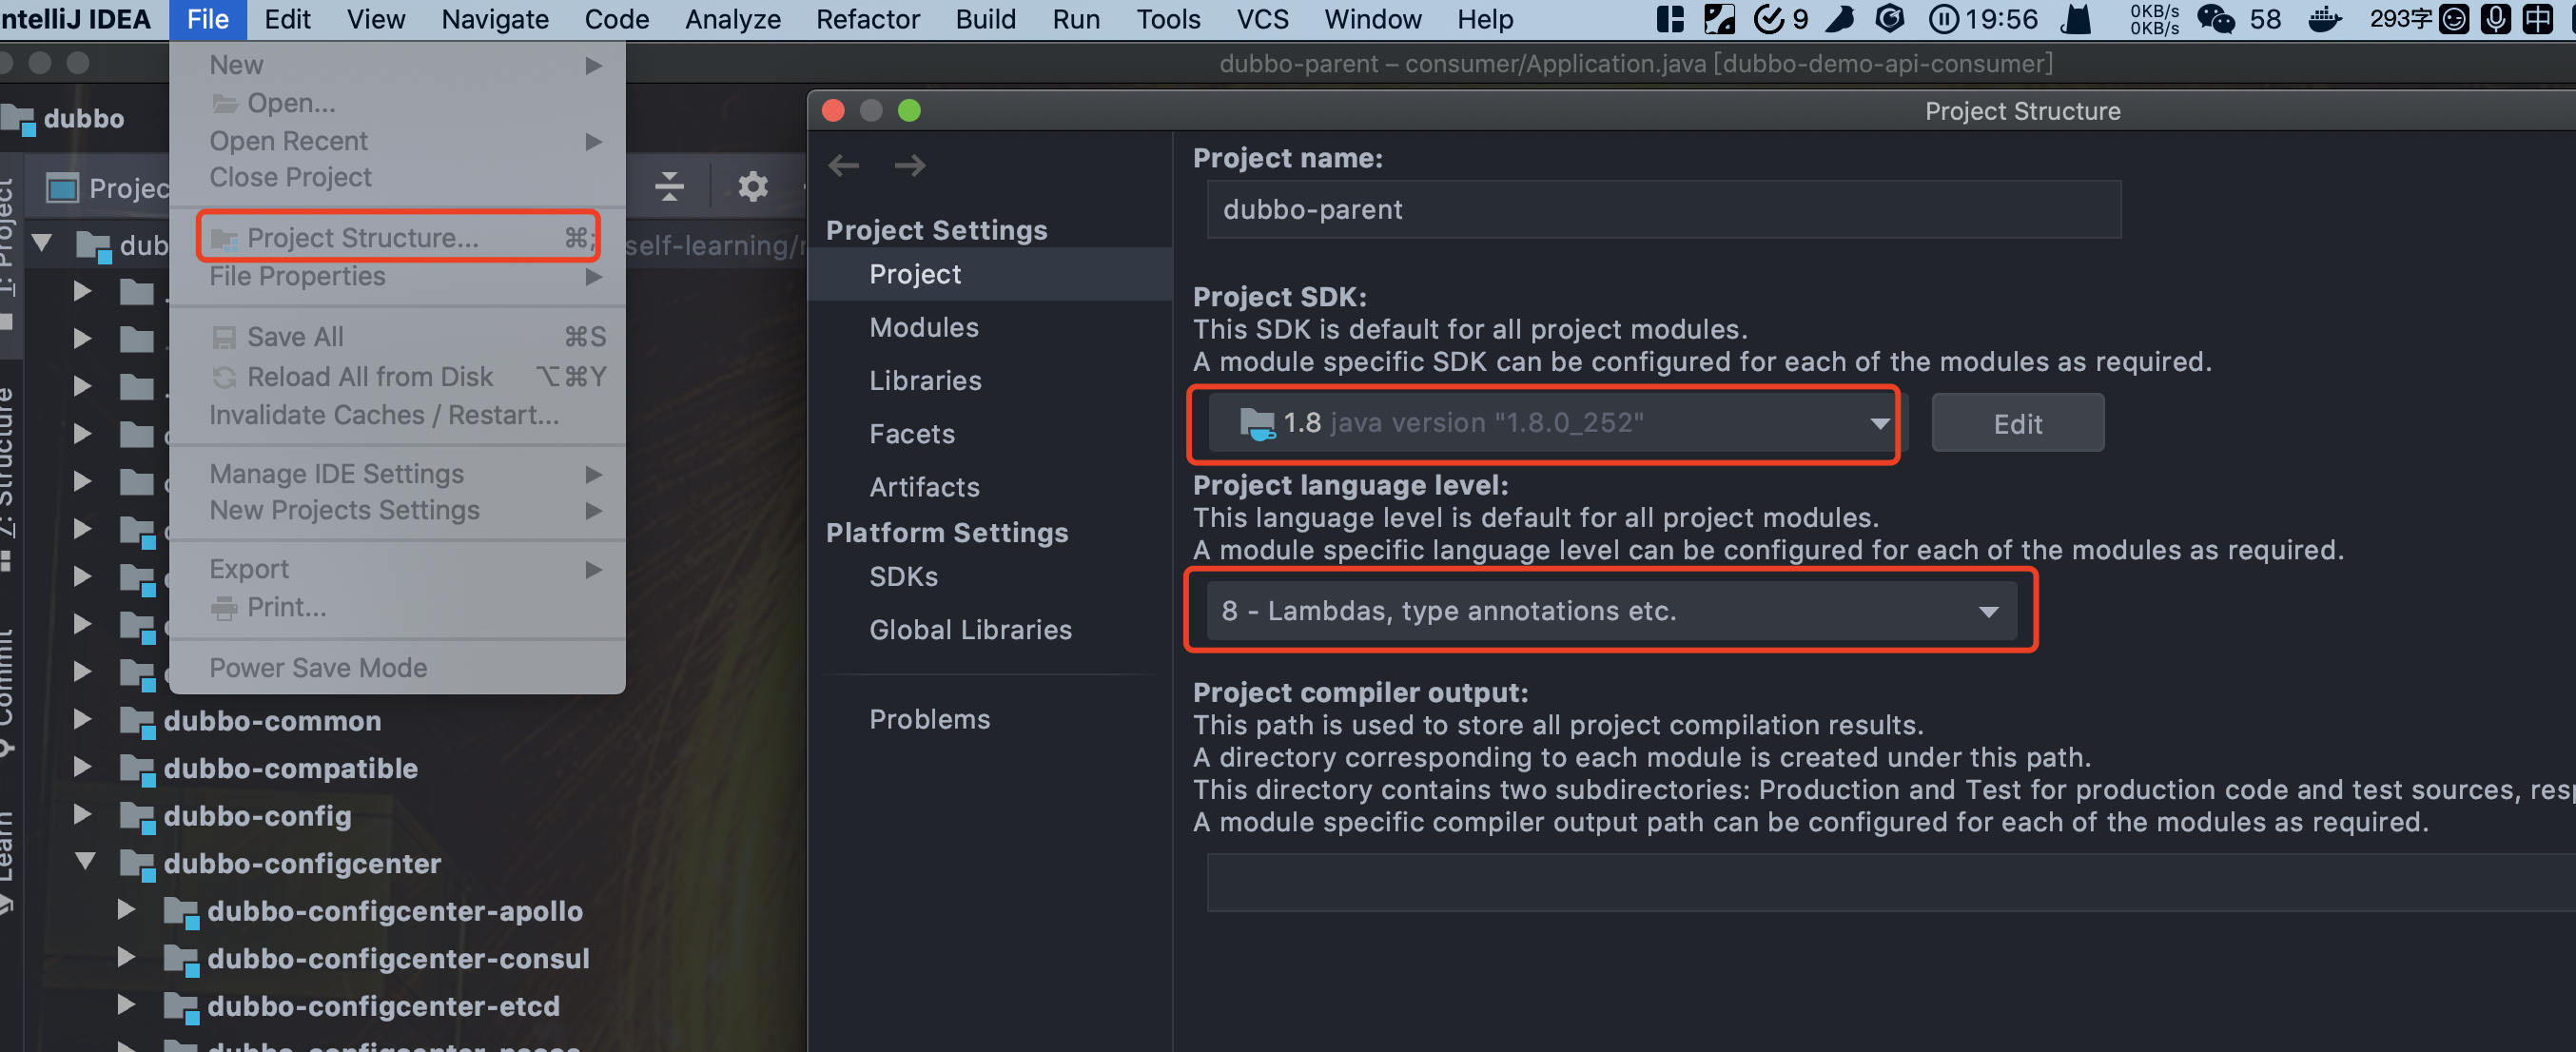 ntelliJ IDEA File Edit View Navigate Code Analyze Refactor Build Run Tools VCS Window Help 9 19:56 0KB/s 0KB/s 58 293字 中
dubbo-parent – consumer/Application.java [dubbo-demo-api-consumer]
dubbo
Projec
dub
self-learning/
1: Project
Z: Structure
Commit
Learn
New
Open...
Open Recent
Close Project
Project Structure... ⌘;
File Properties
Save All ⌘S
Reload All from Disk ⌥⌘Y
Invalidate Caches / Restart...
Manage IDE Settings
New Projects Settings
Export
Print...
Power Save Mode
dubbo-common
dubbo-compatible
dubbo-config
dubbo-configcenter
dubbo-configcenter-apollo
dubbo-configcenter-consul
dubbo-configcenter-etcd
Project Structure
Project Settings
Project
Modules
Libraries
Facets
Artifacts
Platform Settings
SDKs
Global Libraries
Problems
Project name:
dubbo-parent
Project SDK:
This SDK is default for all project modules.
A module specific SDK can be configured for each of the modules as required.
1.8 java version "1.8.0_252"
Edit
Project language level:
This language level is default for all project modules.
A module specific language level can be configured for each of the modules as required.
8 - Lambdas, type annotations etc.
Project compiler output:
This path is used to store all project compilation results.
A directory corresponding to each module is created under this path.
This directory contains two subdirectories: Production and Test for production code and test sources, resp
A module specific compiler output path can be configured for each of the modules as required.